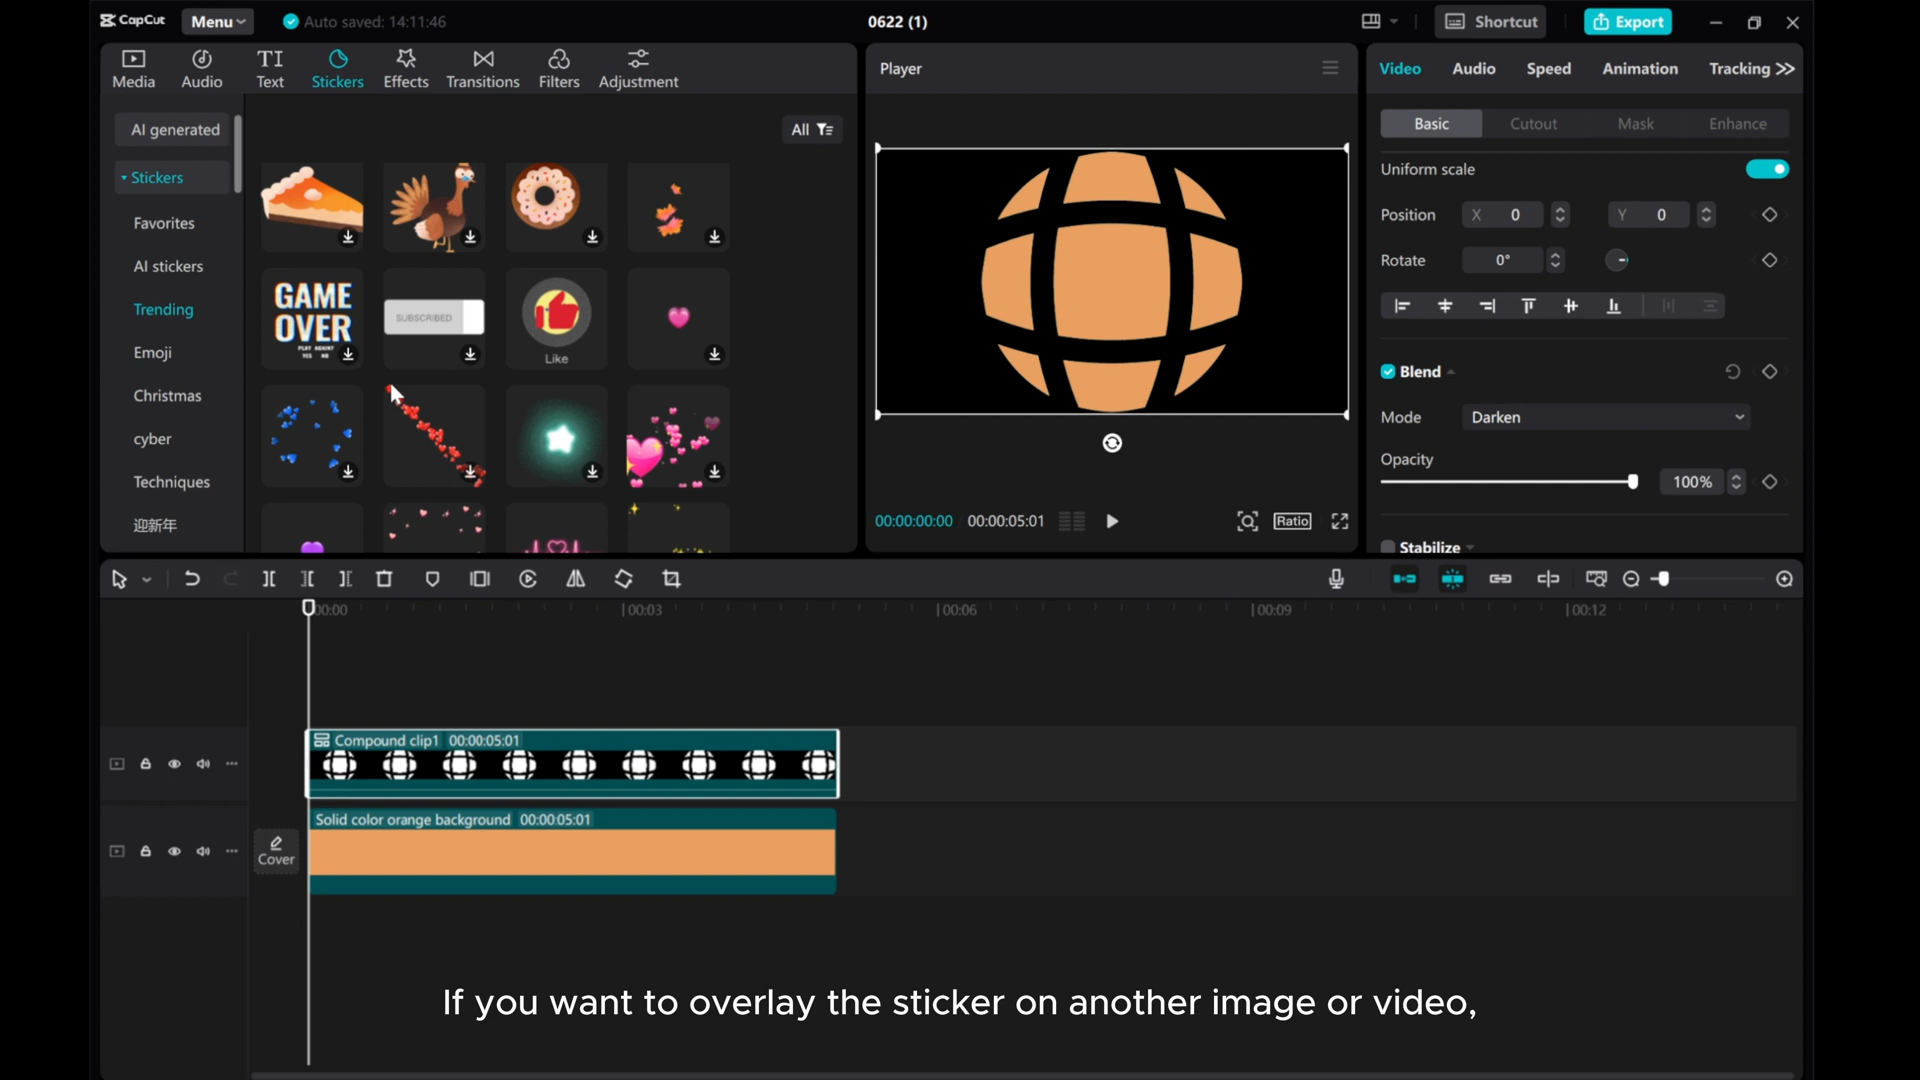 CapCut
Menu
Auto saved: 14:11:46
0622 (1)
Shortcut
Export
Media
Audio
Text
Stickers
Effects
Transitions
Filters
Adjustment
Player
Video
Audio
Speed
Animation
Tracking
AI generated
Stickers
Favorites
AI stickers
Trending
Emoji
Christmas
cyber
Techniques
迎新年
All
GAME
OVER
PLAY AGAIN?
YES NO
SUBSCRIBED
Like
00:00:00:00
00:00:05:01
Ratio
Basic
Cutout
Mask
Enhance
Uniform scale
Position
X 0
Y 0
Rotate
0°
Blend
Mode
Darken
Opacity
100%
Stabilize
00:00
00:03
00:06
00:09
00:12
Compound clip1 00:00:05:01
Solid color orange background 00:00:05:01
Cover
If you want to overlay the sticker on another image or video,